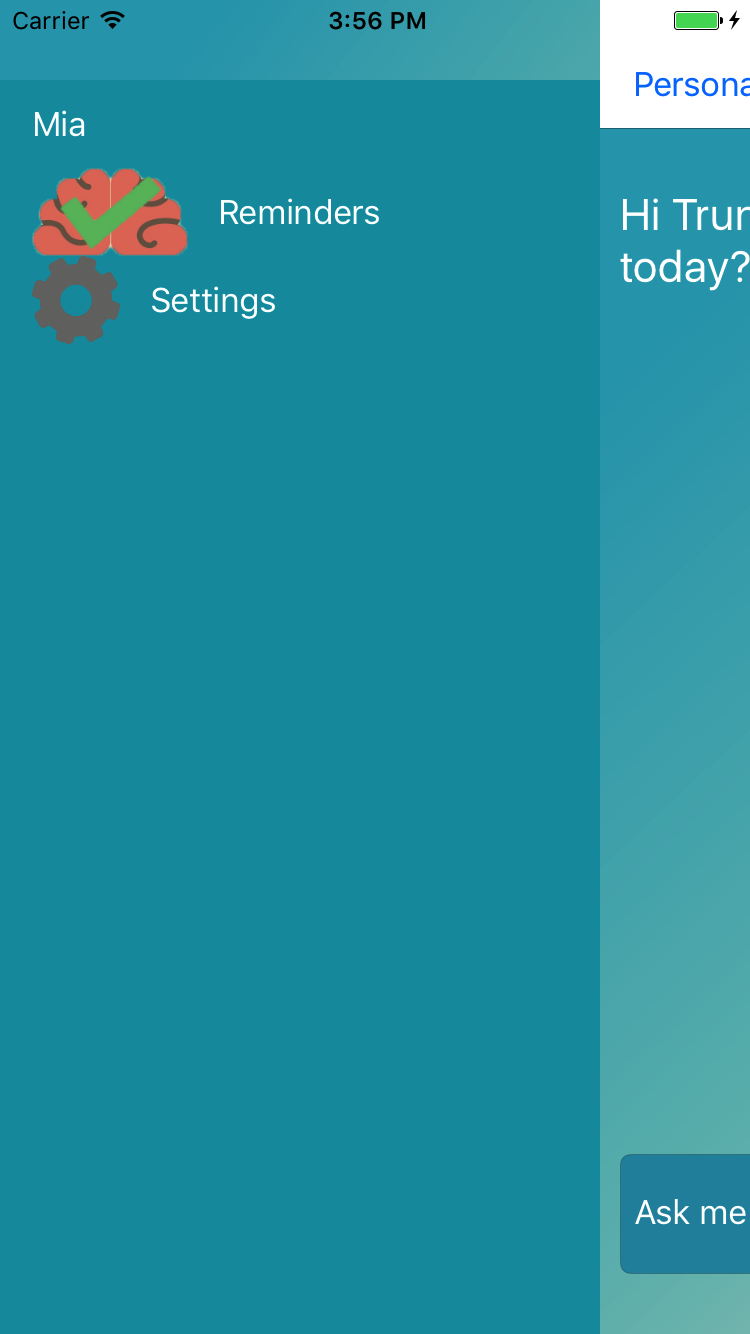 Carrier 3:56 PM
Mia
Reminders
Settings
Persona
Hi Trun
today?
Ask me